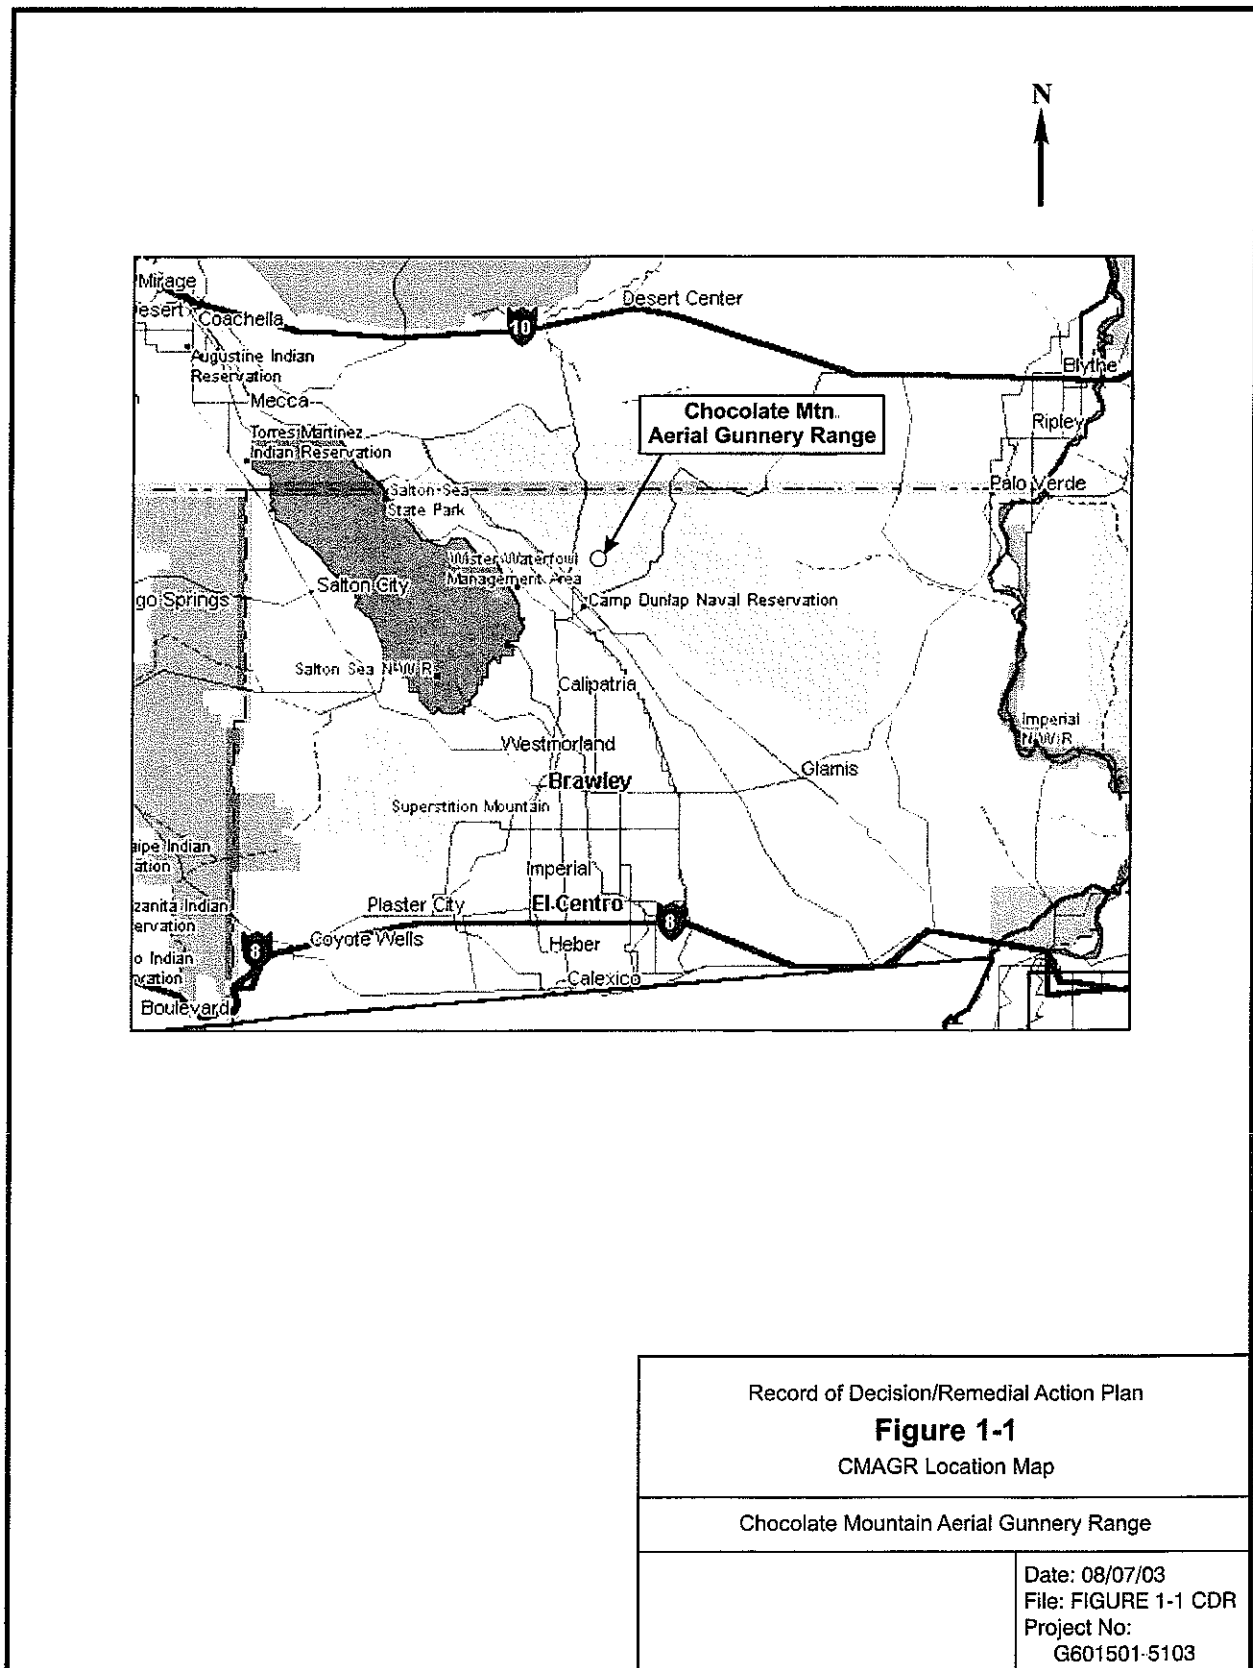 N
Mirage
Desert Center
esert
Coachella
10
Augustine Indian
Reservation
Blythe
Mecca
Chocolate Mtn.
Aerial Gunnery Range
Ripley
Torres Martinez
Indian Reservation
Salton Sea
State Park
Palo Verde
Wister Waterfowl
Management Area
Salton City
go Springs
Camp Dunlap Naval Reservation
Salton Sea NWR
Calipatria
Imperial
NWR
Westmorland
Glamis
Brawley
Superstition Mountain
aipe Indian
ation
Imperial
zanita Indian
ervation
Plaster City
El Centro
8
Coyote Wells
Heber
8
o Indian
vation
Calexico
Boulevard
Record of Decision/Remedial Action Plan
Figure 1-1
CMAGR Location Map
Chocolate Mountain Aerial Gunnery Range
Date: 08/07/03
File: FIGURE 1-1 CDR
Project No:
G601501-5103